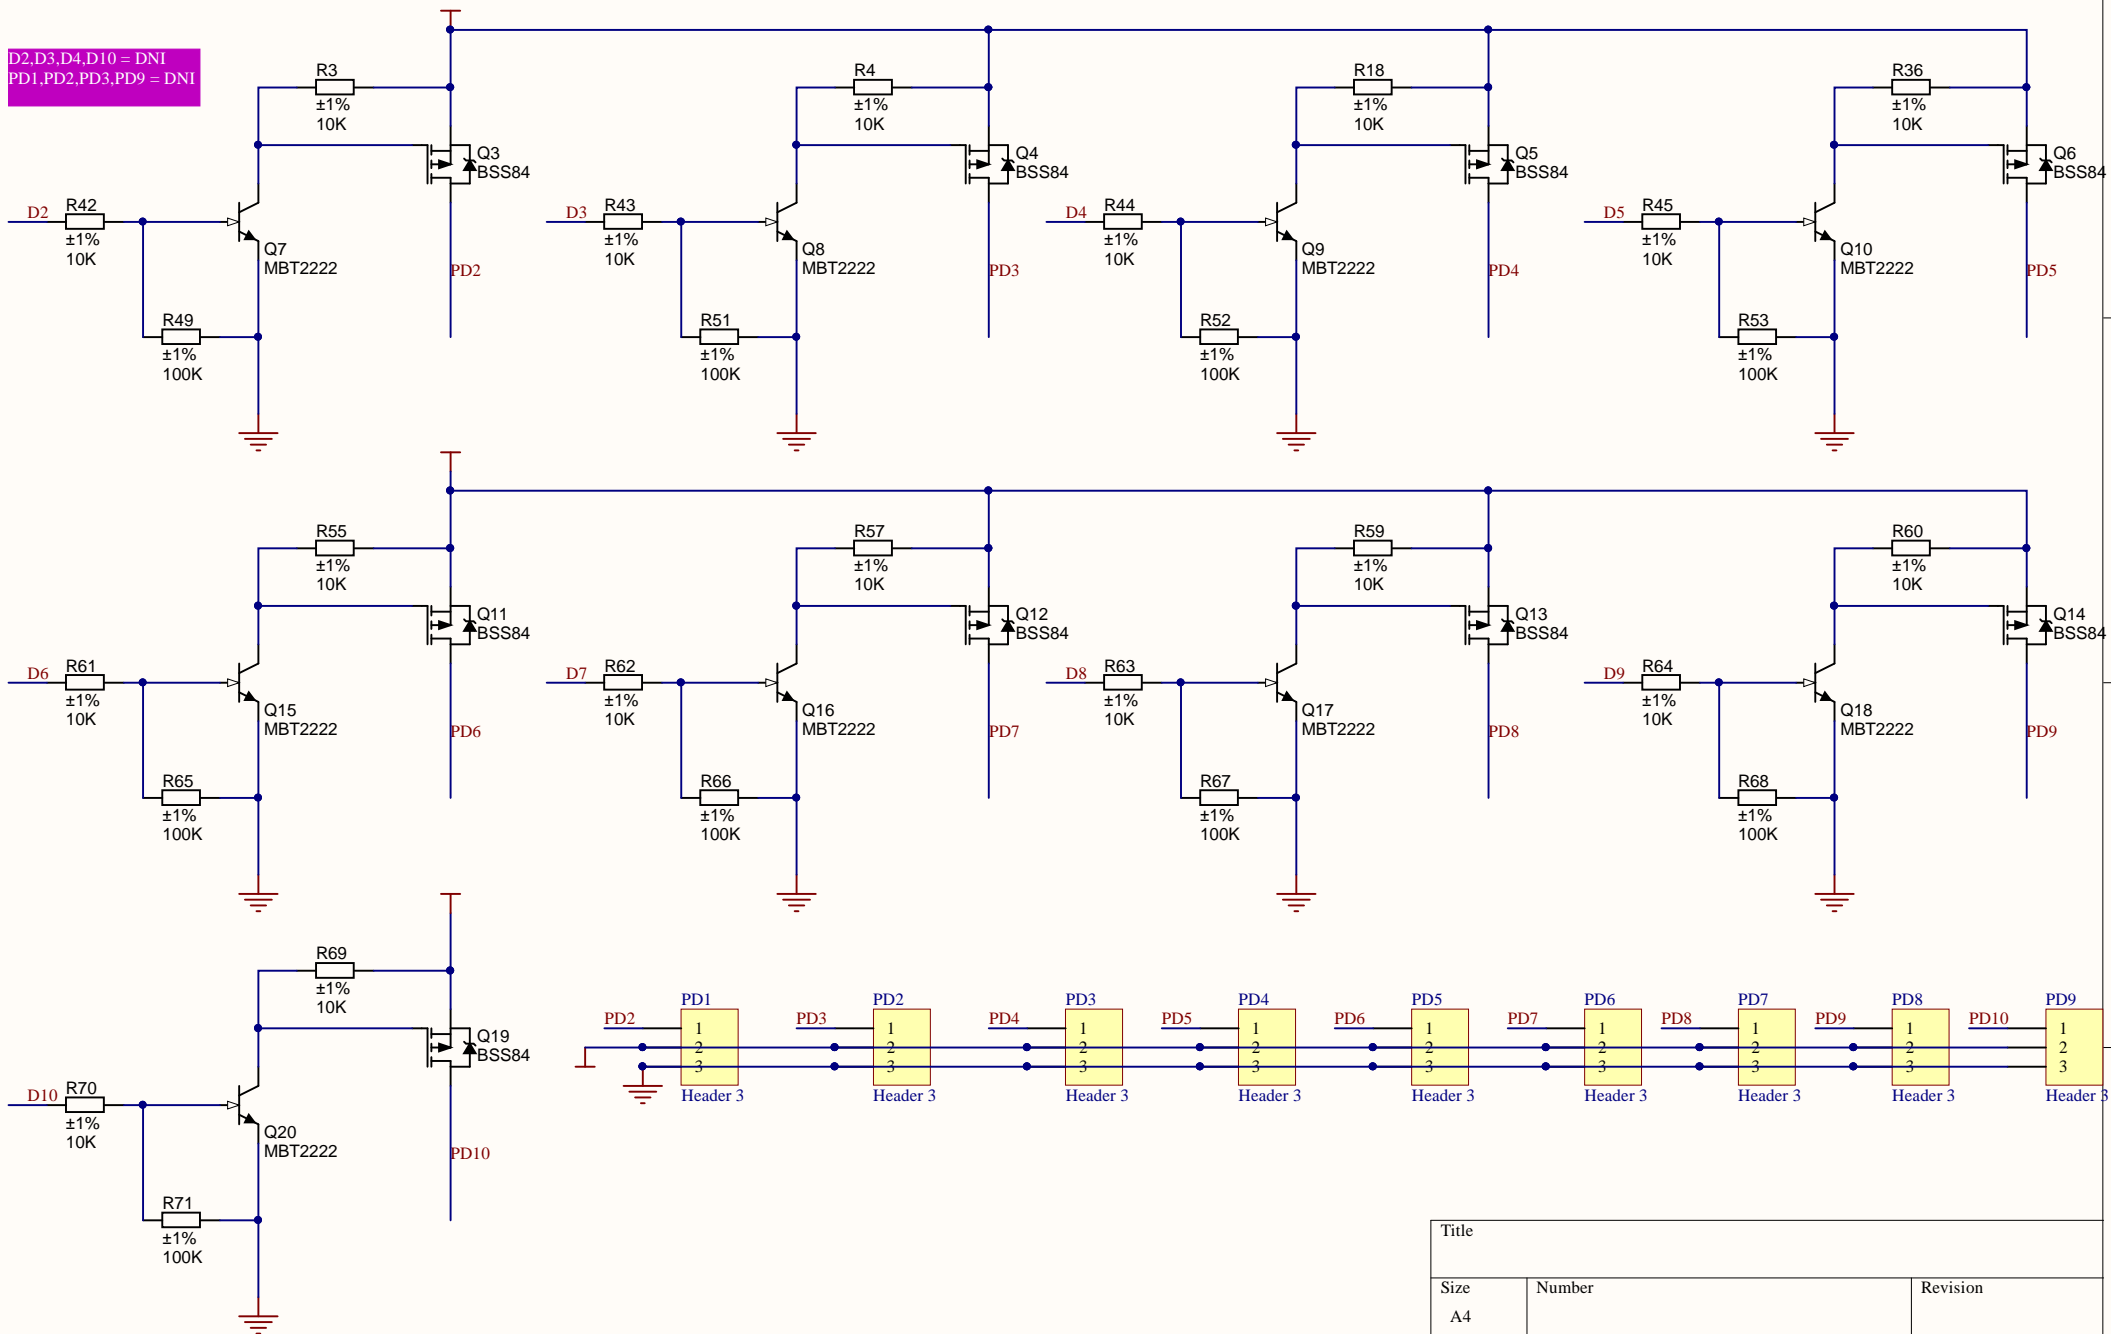 D2,D3,D4,D10 = DNI
PD1,PD2,PD3,PD9 = DNI
R3
±1%
10K
Q3
BSS84
D2
R42
±1%
10K
Q7
MBT2222
PD2
R49
±1%
100K
R4
±1%
10K
Q4
BSS84
D3
R43
±1%
10K
Q8
MBT2222
PD3
R51
±1%
100K
R18
±1%
10K
Q5
BSS84
D4
R44
±1%
10K
Q9
MBT2222
PD4
R52
±1%
100K
R36
±1%
10K
Q6
BSS84
D5
R45
±1%
10K
Q10
MBT2222
PD5
R53
±1%
100K
R55
±1%
10K
Q11
BSS84
D6
R61
±1%
10K
Q15
MBT2222
PD6
R65
±1%
100K
R57
±1%
10K
Q12
BSS84
D7
R62
±1%
10K
Q16
MBT2222
PD7
R66
±1%
100K
R59
±1%
10K
Q13
BSS84
D8
R63
±1%
10K
Q17
MBT2222
PD8
R67
±1%
100K
R60
±1%
10K
Q14
BSS84
D9
R64
±1%
10K
Q18
MBT2222
PD9
R68
±1%
100K
R69
±1%
10K
Q19
BSS84
D10
R70
±1%
10K
Q20
MBT2222
PD10
R71
±1%
100K
PD1
PD2
1
2
3
Header 3
PD2
PD3
1
2
3
Header 3
PD3
PD4
1
2
3
Header 3
PD4
PD5
1
2
3
Header 3
PD5
PD6
1
2
3
Header 3
PD6
PD7
1
2
3
Header 3
PD7
PD8
1
2
3
Header 3
PD8
PD9
1
2
3
Header 3
PD9
PD10
1
2
3
Header 3
Title
Size
A4
Number
Revision